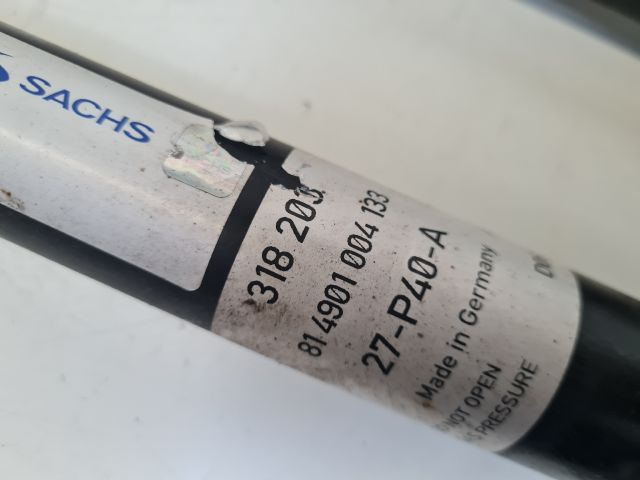 SACHS
318 203
81 4901 004 133
27-P40-A
Made in Germany
NOT OPEN
PRESSURE